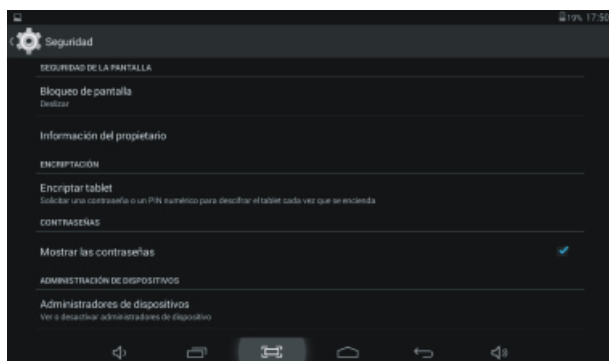 19% 17:50
Seguridad
SEGURIDAD DE LA PANTALLA
Bloqueo de pantalla
Deslizar
Información del propietario
ENCRIPTACIÓN
Encriptar tablet
Solicitar una contraseña o un PIN numérico para descifrar el tablet cada vez que se encienda
CONTRASEÑAS
Mostrar las contraseñas
ADMINISTRACIÓN DE DISPOSITIVOS
Administradores de dispositivos
Ver o desactivar administradores de dispositivo